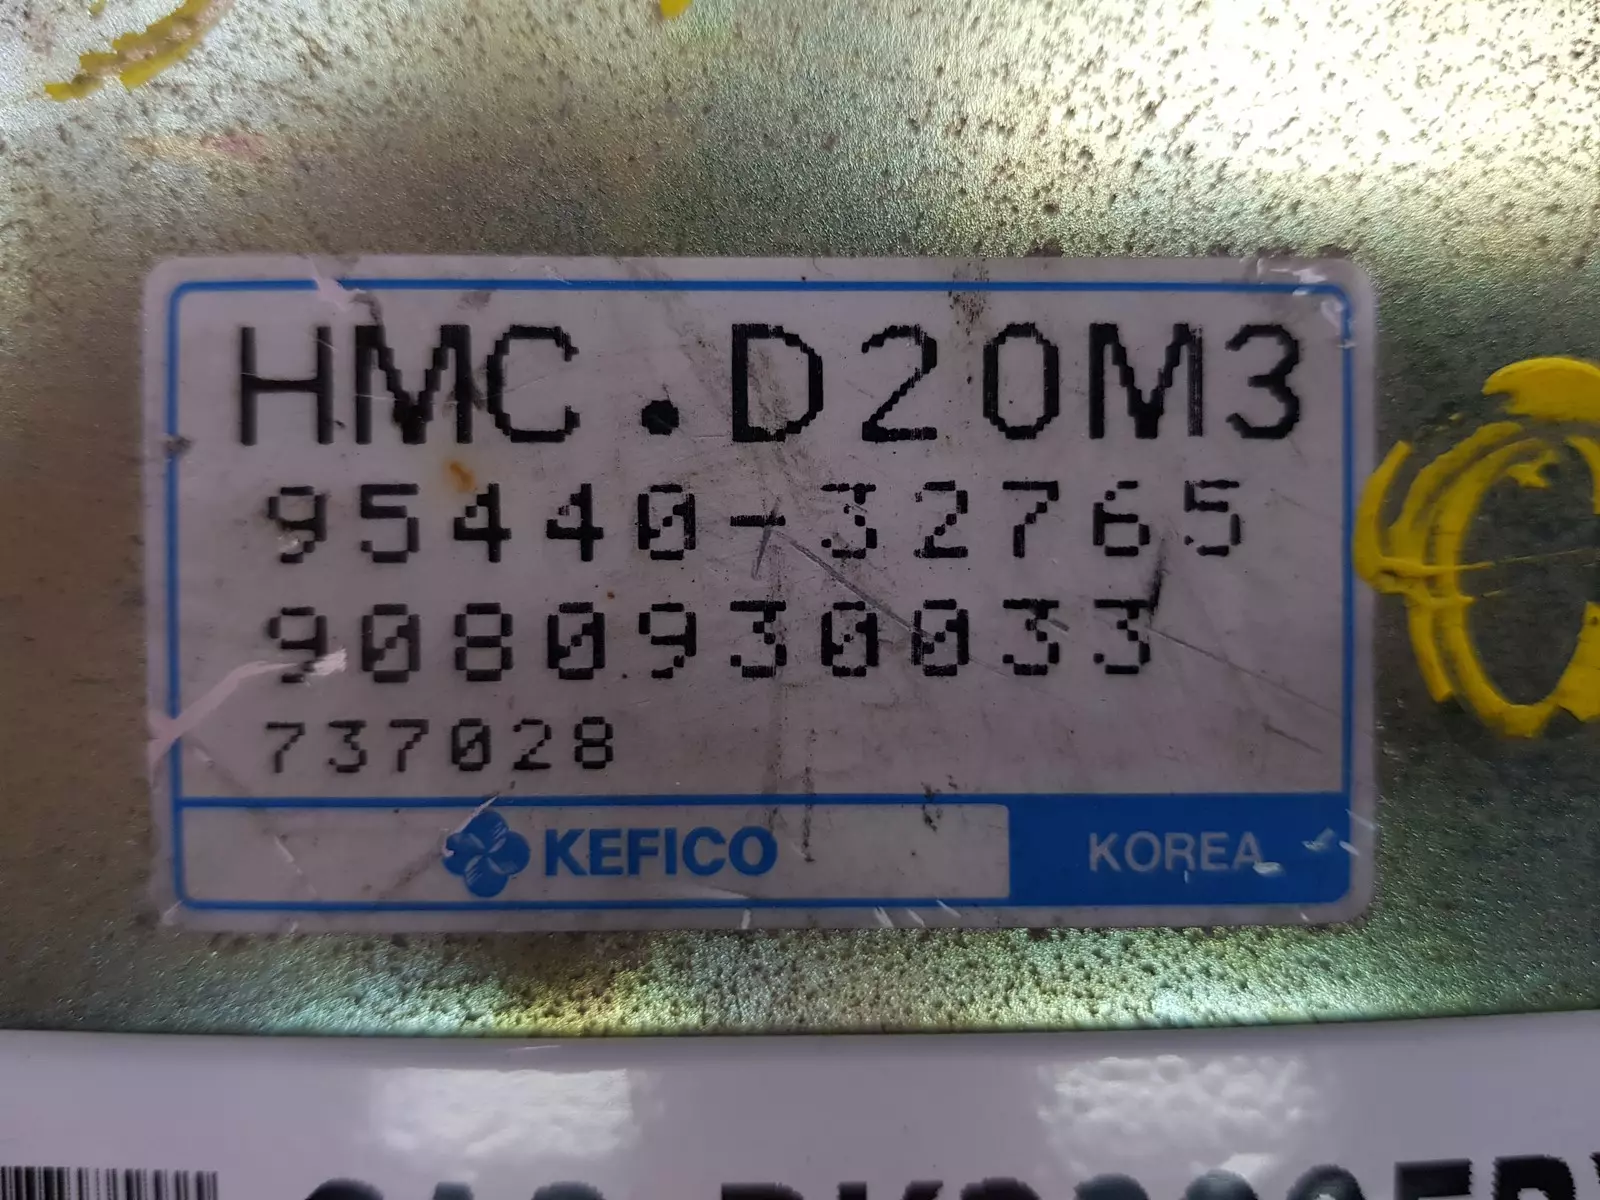 HMC.D20M3
95440-32765
9080930033
737028
KEFICO KOREA